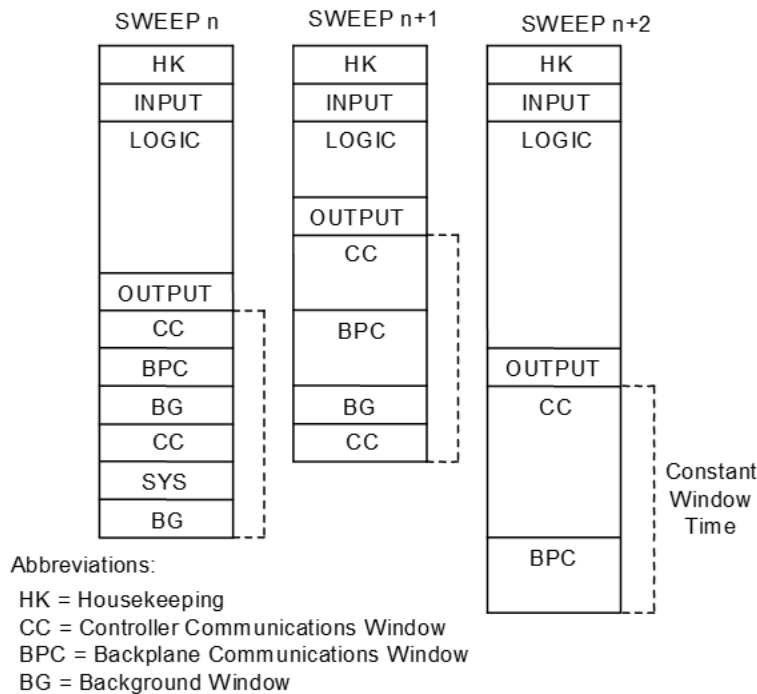 SWEEP n
HK
INPUT
LOGIC
OUTPUT
CC
BPC
BG
CC
SYS
BG
SWEEP n+1
HK
INPUT
LOGIC
OUTPUT
CC
BPC
BG
CC
SWEEP n+2
HK
INPUT
LOGIC
OUTPUT
CC
BPC
Constant
Window
Time
Abbreviations:
HK = Housekeeping
CC = Controller Communications Window
BPC = Backplane Communications Window
BG = Background Window